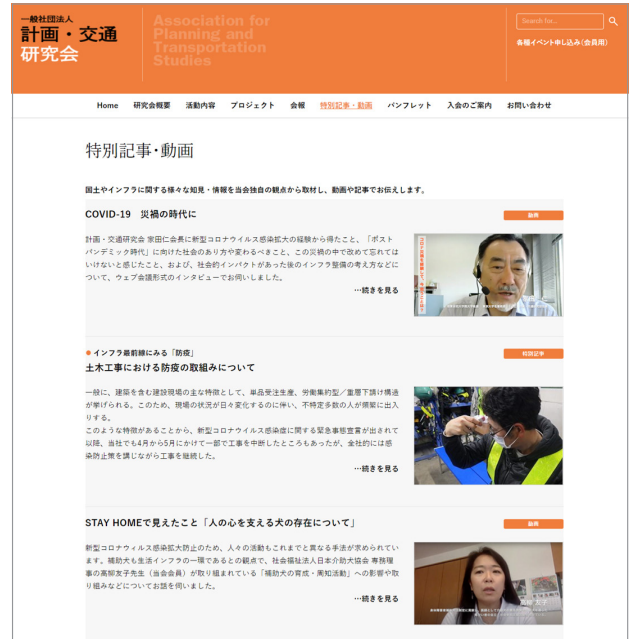 一般社団法人
計画・交通
研究会
Association for
Planning and
Transportation
Studies
Search for...
各種イベント申し込み(会員用)
Home 研究会概要 活動内容 プロジェクト 会報 特別記事・動画 パンフレット 入会のご案内 お問い合わせ
特別記事・動画
国土やインフラに関する様々な知見・情報を当会独自の観点から取材し、動画や記事でお伝えします。
COVID-19 災禍の時代に
動画
計画・交通研究会 家田仁会長に新型コロナウイルス感染拡大の経験から得たこと、「ポスト
パンデミック時代」に向けた社会のあり方や変わるべきこと、この災禍の中で改めて忘れては
いけないと感じたこと、および、社会的インパクトがあった後のインフラ整備の考え方などに
ついて、ウェブ会議形式のインタビューでお伺いしました。
…続きを見る
● インフラ最前線にみる「防疫」
特別記事
土木工事における防疫の取組みについて
一般に、建築を含む建設現場の主な特徴として、単品受注生産、労働集約型/重層下請け構造
が挙げられる。このため、現場の状況が日々変化するのに伴い、不特定多数の人が頻繁に出入
りする。
このような特徴があることから、新型コロナウイルス感染症に関する緊急事態宣言が出されて
以降、当社でも4月から5月にかけて一部で工事を中断したところもあったが、全社的には感
染防止策を講じながら工事を継続した。
…続きを見る
STAY HOMEで見えたこと「人の心を支える犬の存在について」
動画
新型コロナウィルス感染拡大防止のため、人々の活動もこれまでと異なる手法が求められてい
ます。補助犬も生活インフラの一環であるとの観点で、社会福祉法人日本介助犬協会 専務理
事の高柳友子先生（当会会員）が取り組まれている「補助犬の育成・周知活動」への影響や取
り組みなどについてお話を伺いました。
…続きを見る
高柳 友子